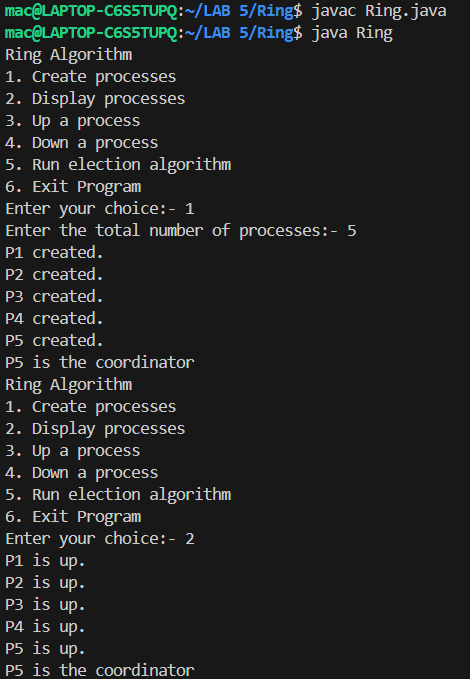 mac@LAPTOP-C6S5TUPQ:~/LAB 5/Ring$ javac Ring.java
mac@LAPTOP-C6S5TUPQ:~/LAB 5/Ring$ java Ring
Ring Algorithm
1. Create processes
2. Display processes
3. Up a process
4. Down a process
5. Run election algorithm
6. Exit Program
Enter your choice:- 1
Enter the total number of processes:- 5
P1 created.
P2 created.
P3 created.
P4 created.
P5 created.
P5 is the coordinator
Ring Algorithm
1. Create processes
2. Display processes
3. Up a process
4. Down a process
5. Run election algorithm
6. Exit Program
Enter your choice:- 2
P1 is up.
P2 is up.
P3 is up.
P4 is up.
P5 is up.
P5 is the coordinator